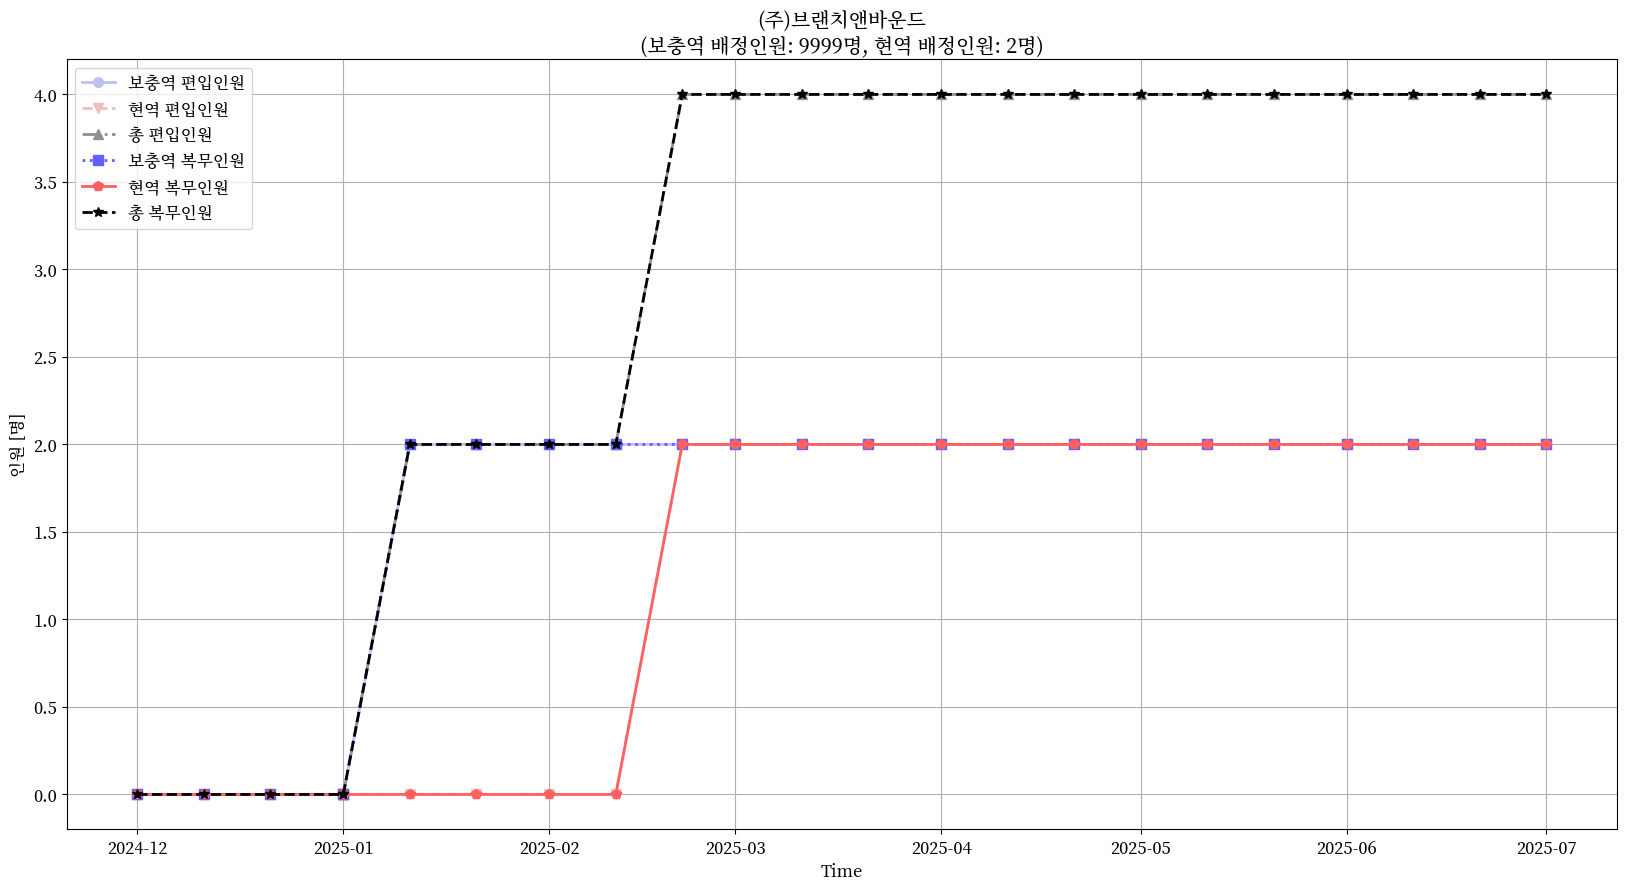 (주)브랜치앤바운드
(보충역 배정인원: 9999명, 현역 배정인원: 2명)
보충역 편입인원
현역 편입인원
총 편입인원
보충역 복무인원
현역 복무인원
총 복무인원
인원 [명]
4.0
3.5
3.0
2.5
2.0
1.5
1.0
0.5
0.0
2024-12
2025-01
2025-02
2025-03
2025-04
2025-05
2025-06
2025-07
Time